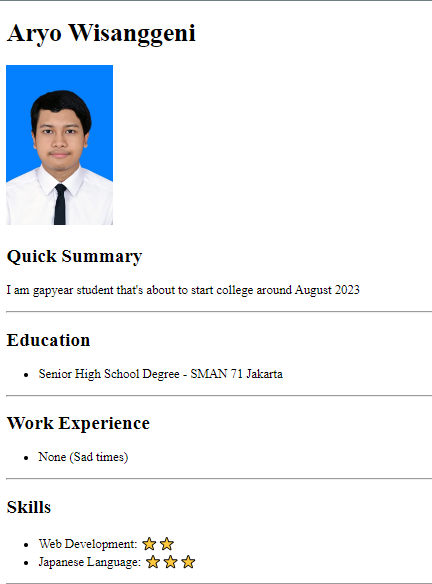 Aryo Wisanggeni
Quick Summary
I am gapyear student that's about to start college around August 2023
Education
Senior High School Degree - SMAN 71 Jakarta
Work Experience
None (Sad times)
Skills
Web Development: ⭐⭐
Japanese Language: ⭐⭐⭐